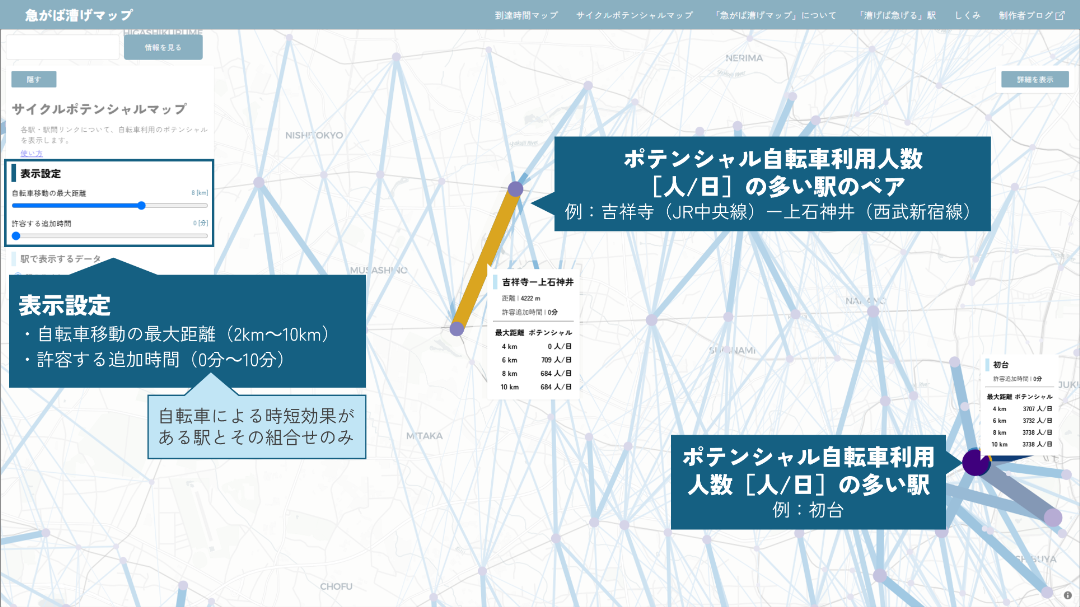 急がば漕げマップ
到達時間マップ
サイクルポテンシャルマップ
「急がば漕げマップ」について
「漕げば急げる」駅
しくみ
制作者ブログ
HIGASHIKURUME
情報を見る
隠す
詳細を表示
サイクルポテンシャルマップ
各駅・駅間リンクについて、自転車利用のポテンシャル
を表示します。
使い方
表示設定
自転車移動の最大距離 8 [km]
許容する追加時間 0 [分]
駅で表示するデータ
表示設定
・自転車移動の最大距離（2km～10km）
・許容する追加時間（0分～10分）
自転車による時短効果が
ある駅とその組合せのみ
NERIMA
NISHITOKYO
MUSASHINO
NAKANO
SUGINAMI
MITAKA
CHOFU
SHIBUYA
ポテンシャル自転車利用人数
［人/日］の多い駅のペア
例：吉祥寺（JR中央線）ー上石神井（西武新宿線）
吉祥寺ー上石神井
距離 | 4222 m
許容追加時間 | 0分
最大距離 ポテンシャル
4 km 0 人/日
6 km 709 人/日
8 km 684 人/日
10 km 684 人/日
初台
許容追加時間 | 0分
最大距離 ポテンシャル
4 km 3707 人/日
6 km 3732 人/日
8 km 3738 人/日
10 km 3738 人/日
ポテンシャル自転車利用
人数［人/日］の多い駅
例：初台